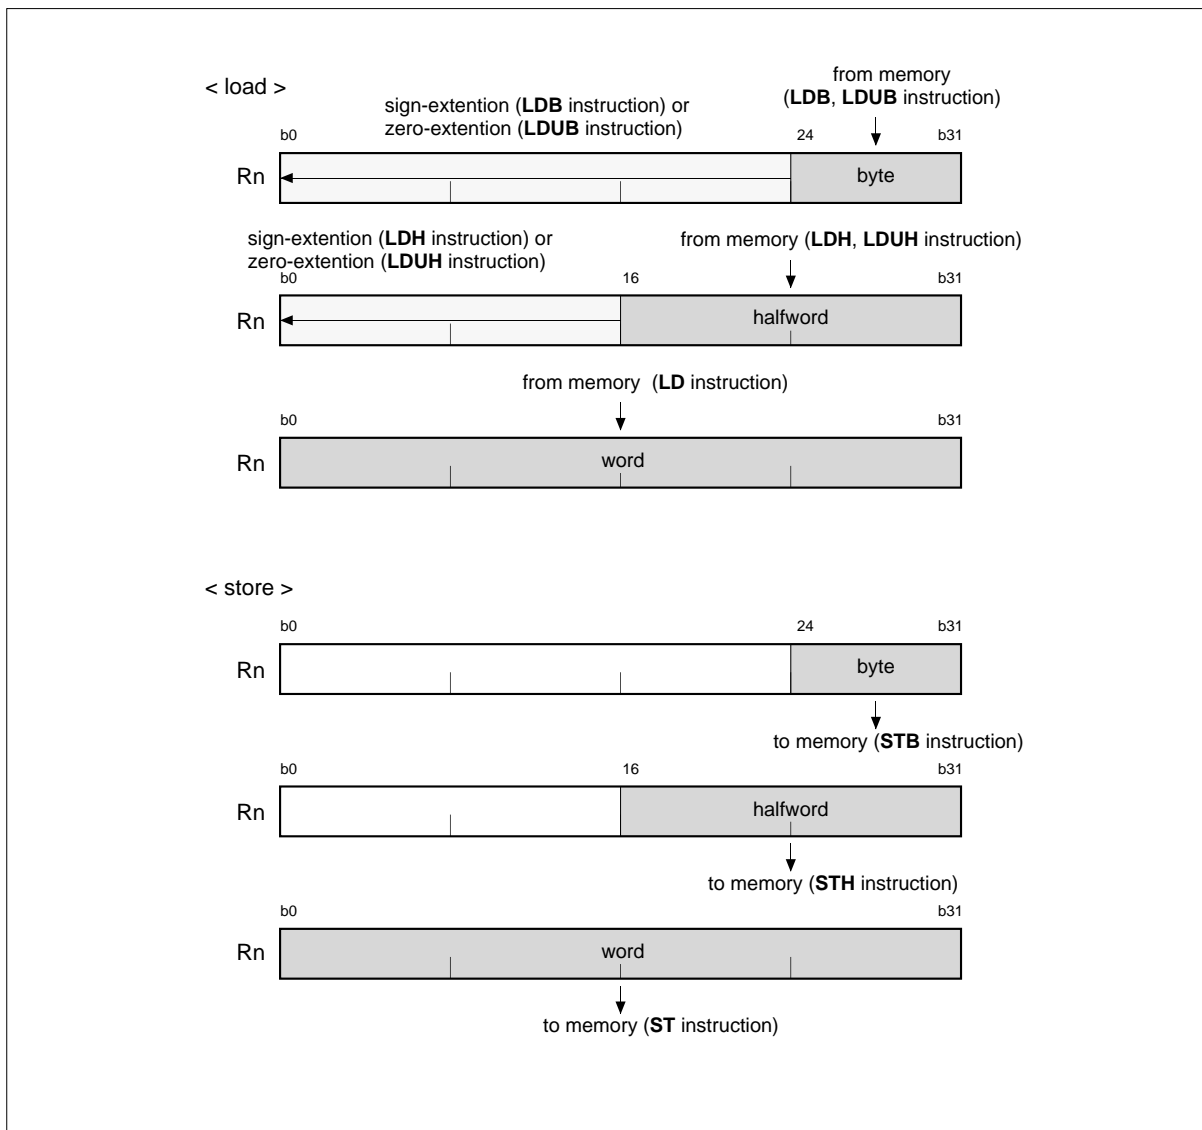 < load >
from memory
(LDB, LDUB instruction)
sign-extention (LDB instruction) or
zero-extention (LDUB instruction)
b0 24 b31
Rn byte
sign-extention (LDH instruction) or
zero-extention (LDUH instruction)
from memory (LDH, LDUH instruction)
b0 16 b31
Rn halfword
from memory (LD instruction)
b0 b31
Rn word
< store >
b0 24 b31
Rn byte
to memory (STB instruction)
b0 16 b31
Rn halfword
to memory (STH instruction)
b0 b31
Rn word
to memory (ST instruction)